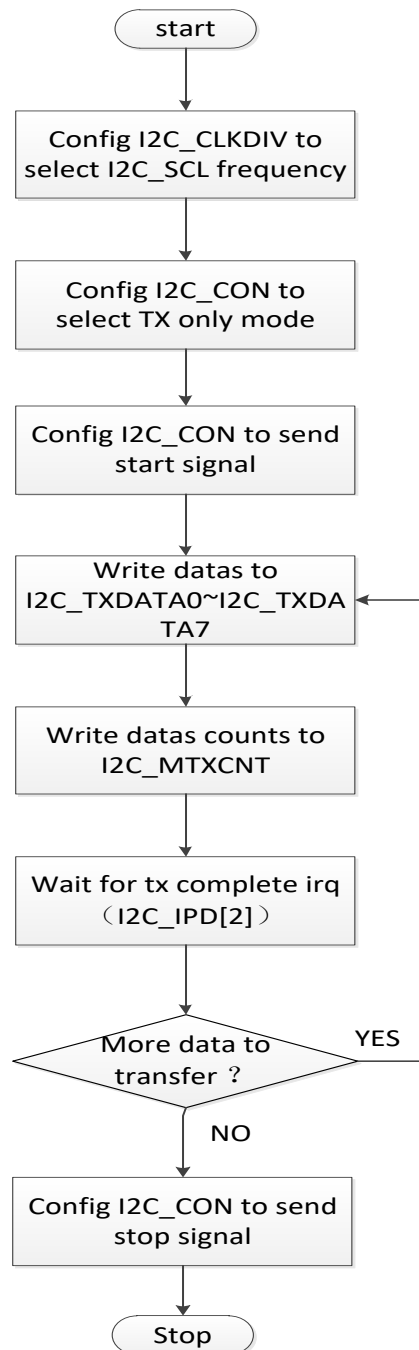 start
Config I2C_CLKDIV to
select I2C_SCL frequency
Config I2C_CON to
select TX only mode
Config I2C_CON to send
start signal
Write datas to
I2C_TXDATA0~I2C_TXDA
TA7
Write datas counts to
I2C_MTXCNT
Wait for tx complete irq
（I2C_IPD[2]）
More data to
transfer ？
YES
NO
Config I2C_CON to send
stop signal
Stop